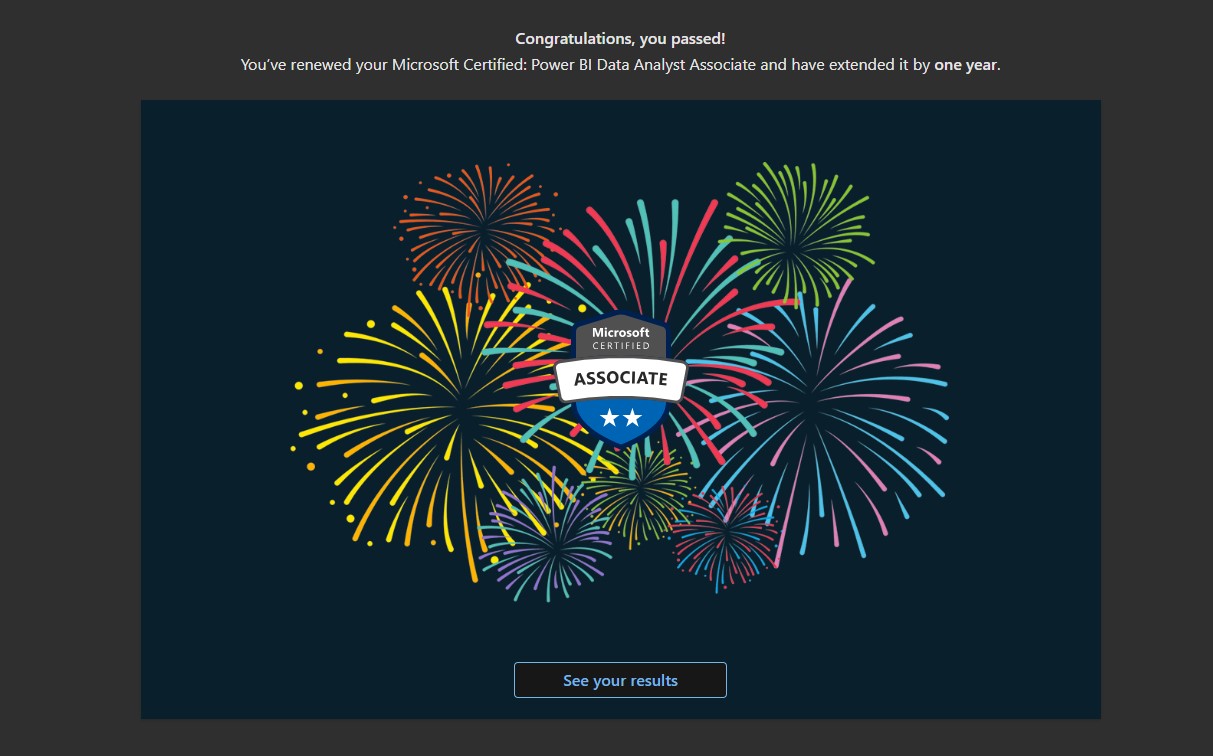 Congratulations, you passed!
You’ve renewed your Microsoft Certified: Power BI Data Analyst Associate and have extended it by one year.
Microsoft
CERTIFIED
ASSOCIATE
See your results